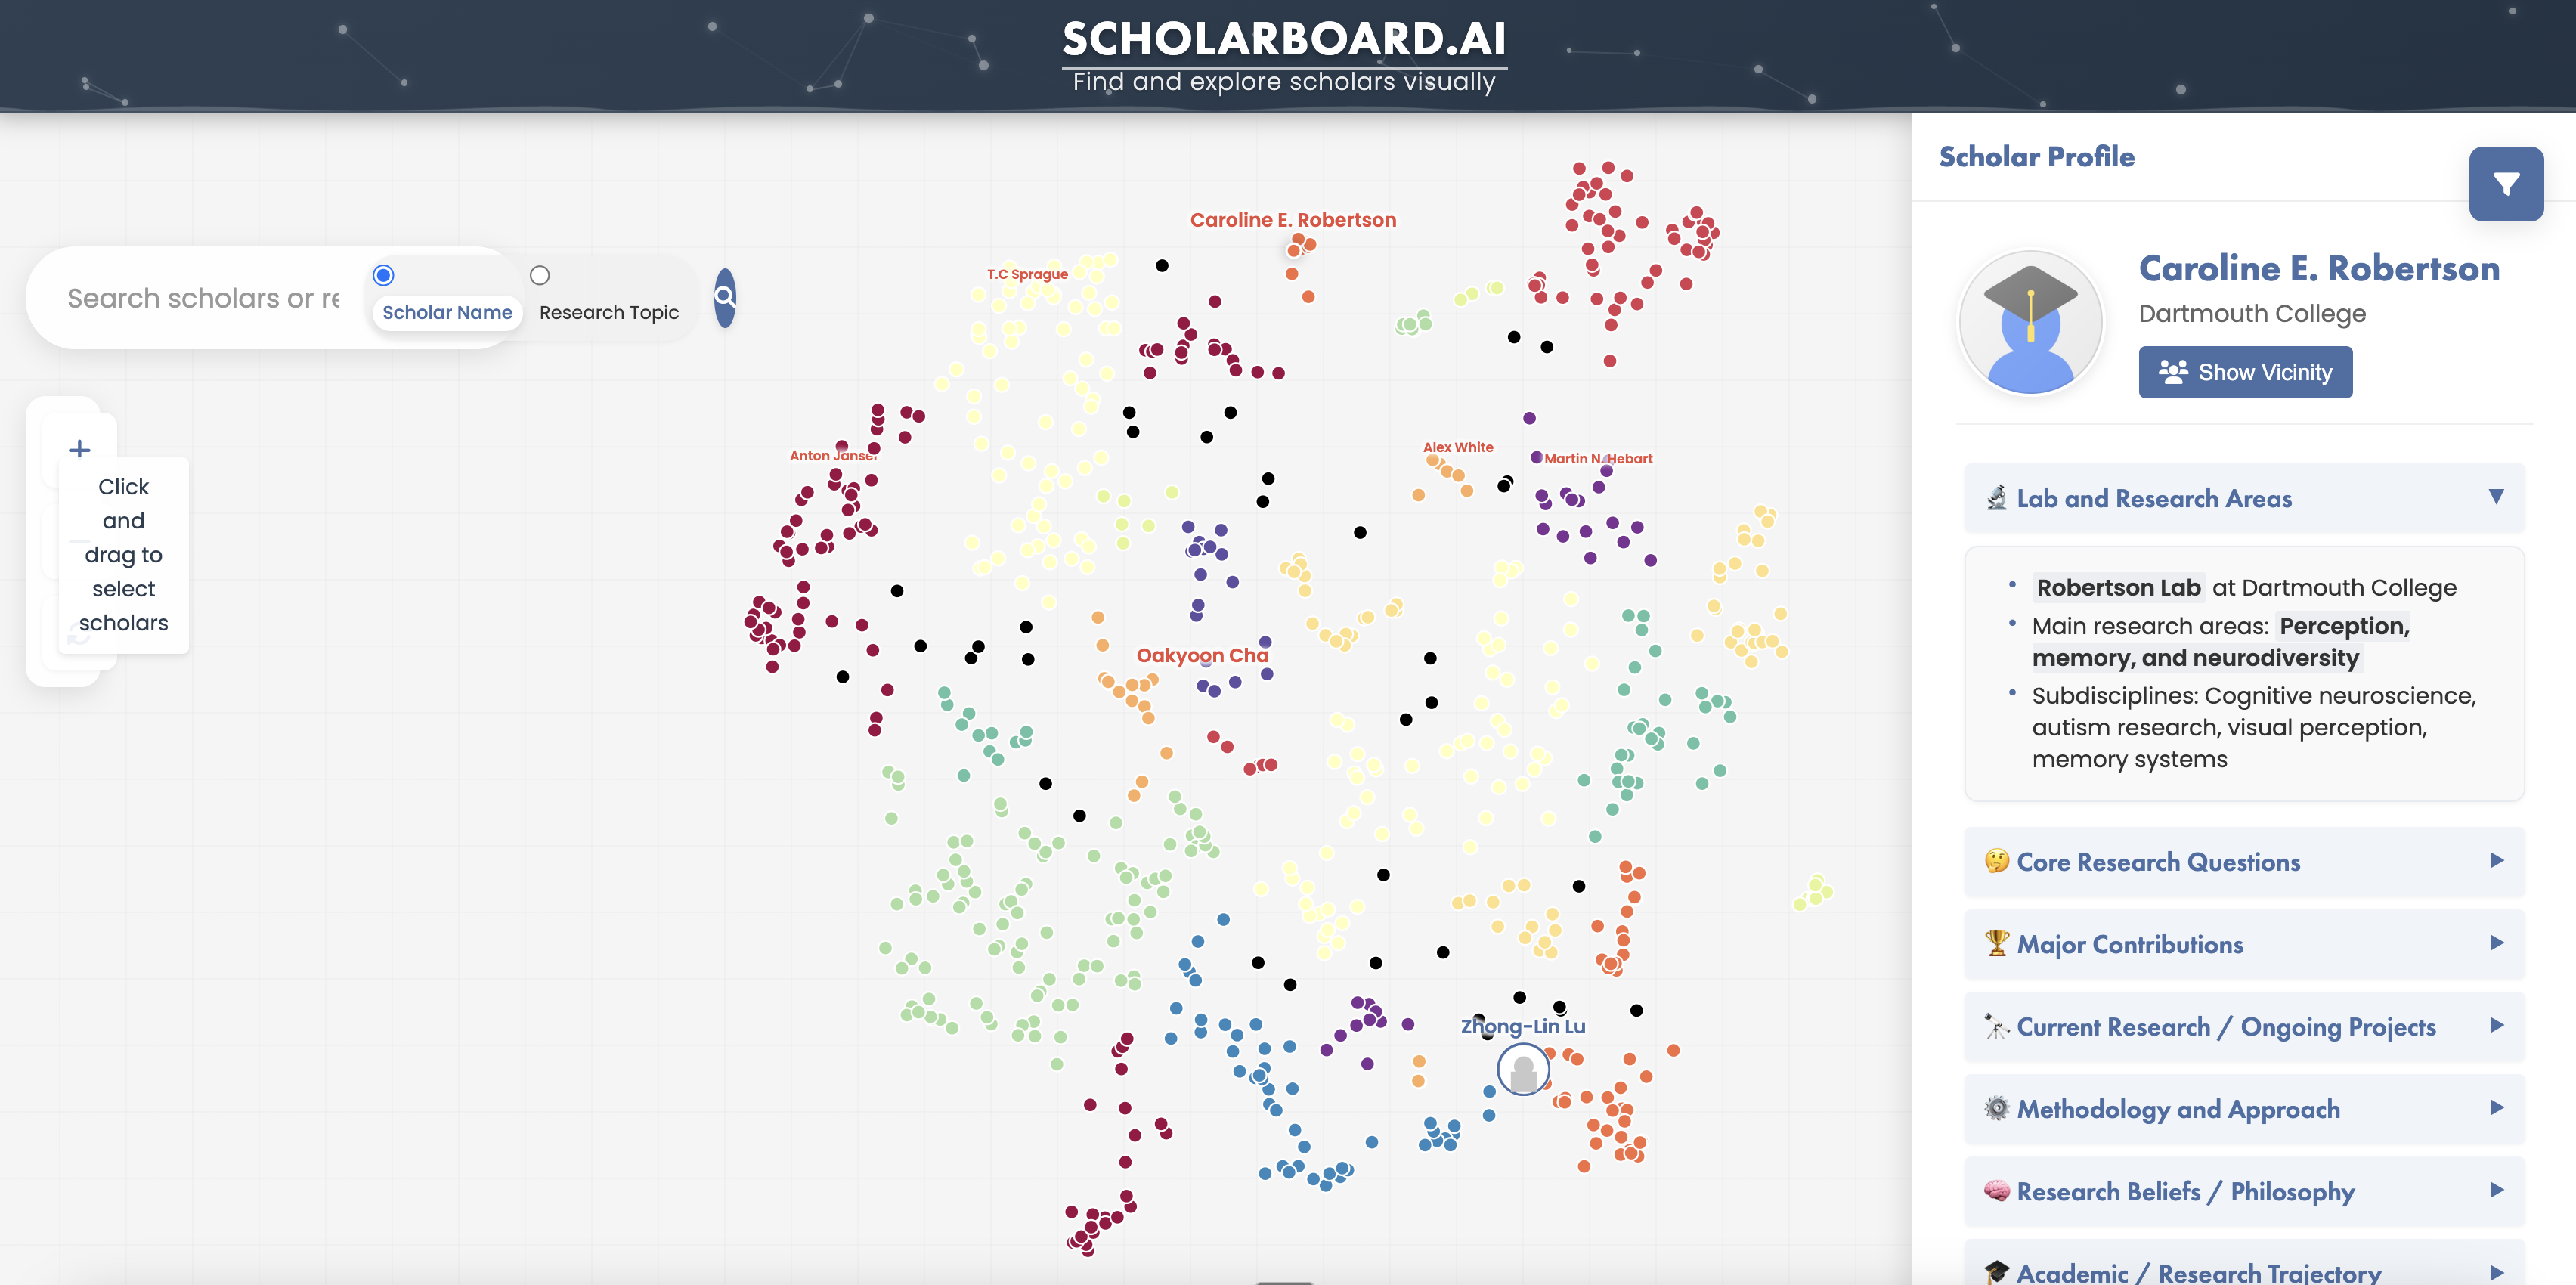 SCHOLARBOARD.AI
Find and explore scholars visually
Scholar Profile
Search scholars or re
Scholar Name
Research Topic
+
Click
and
drag to
select
scholars
Caroline E. Robertson
T.C Sprague
Anton Janser
Alex White
Martin N. Hebart
Oakyoon Cha
Zhong-Lin Lu
Caroline E. Robertson
Dartmouth College
Show Vicinity
Lab and Research Areas
Robertson Lab at Dartmouth College
Main research areas: Perception,
memory, and neurodiversity
Subdisciplines: Cognitive neuroscience,
autism research, visual perception,
memory systems
Core Research Questions
Major Contributions
Current Research / Ongoing Projects
Methodology and Approach
Research Beliefs / Philosophy
Academic / Research Trajectory